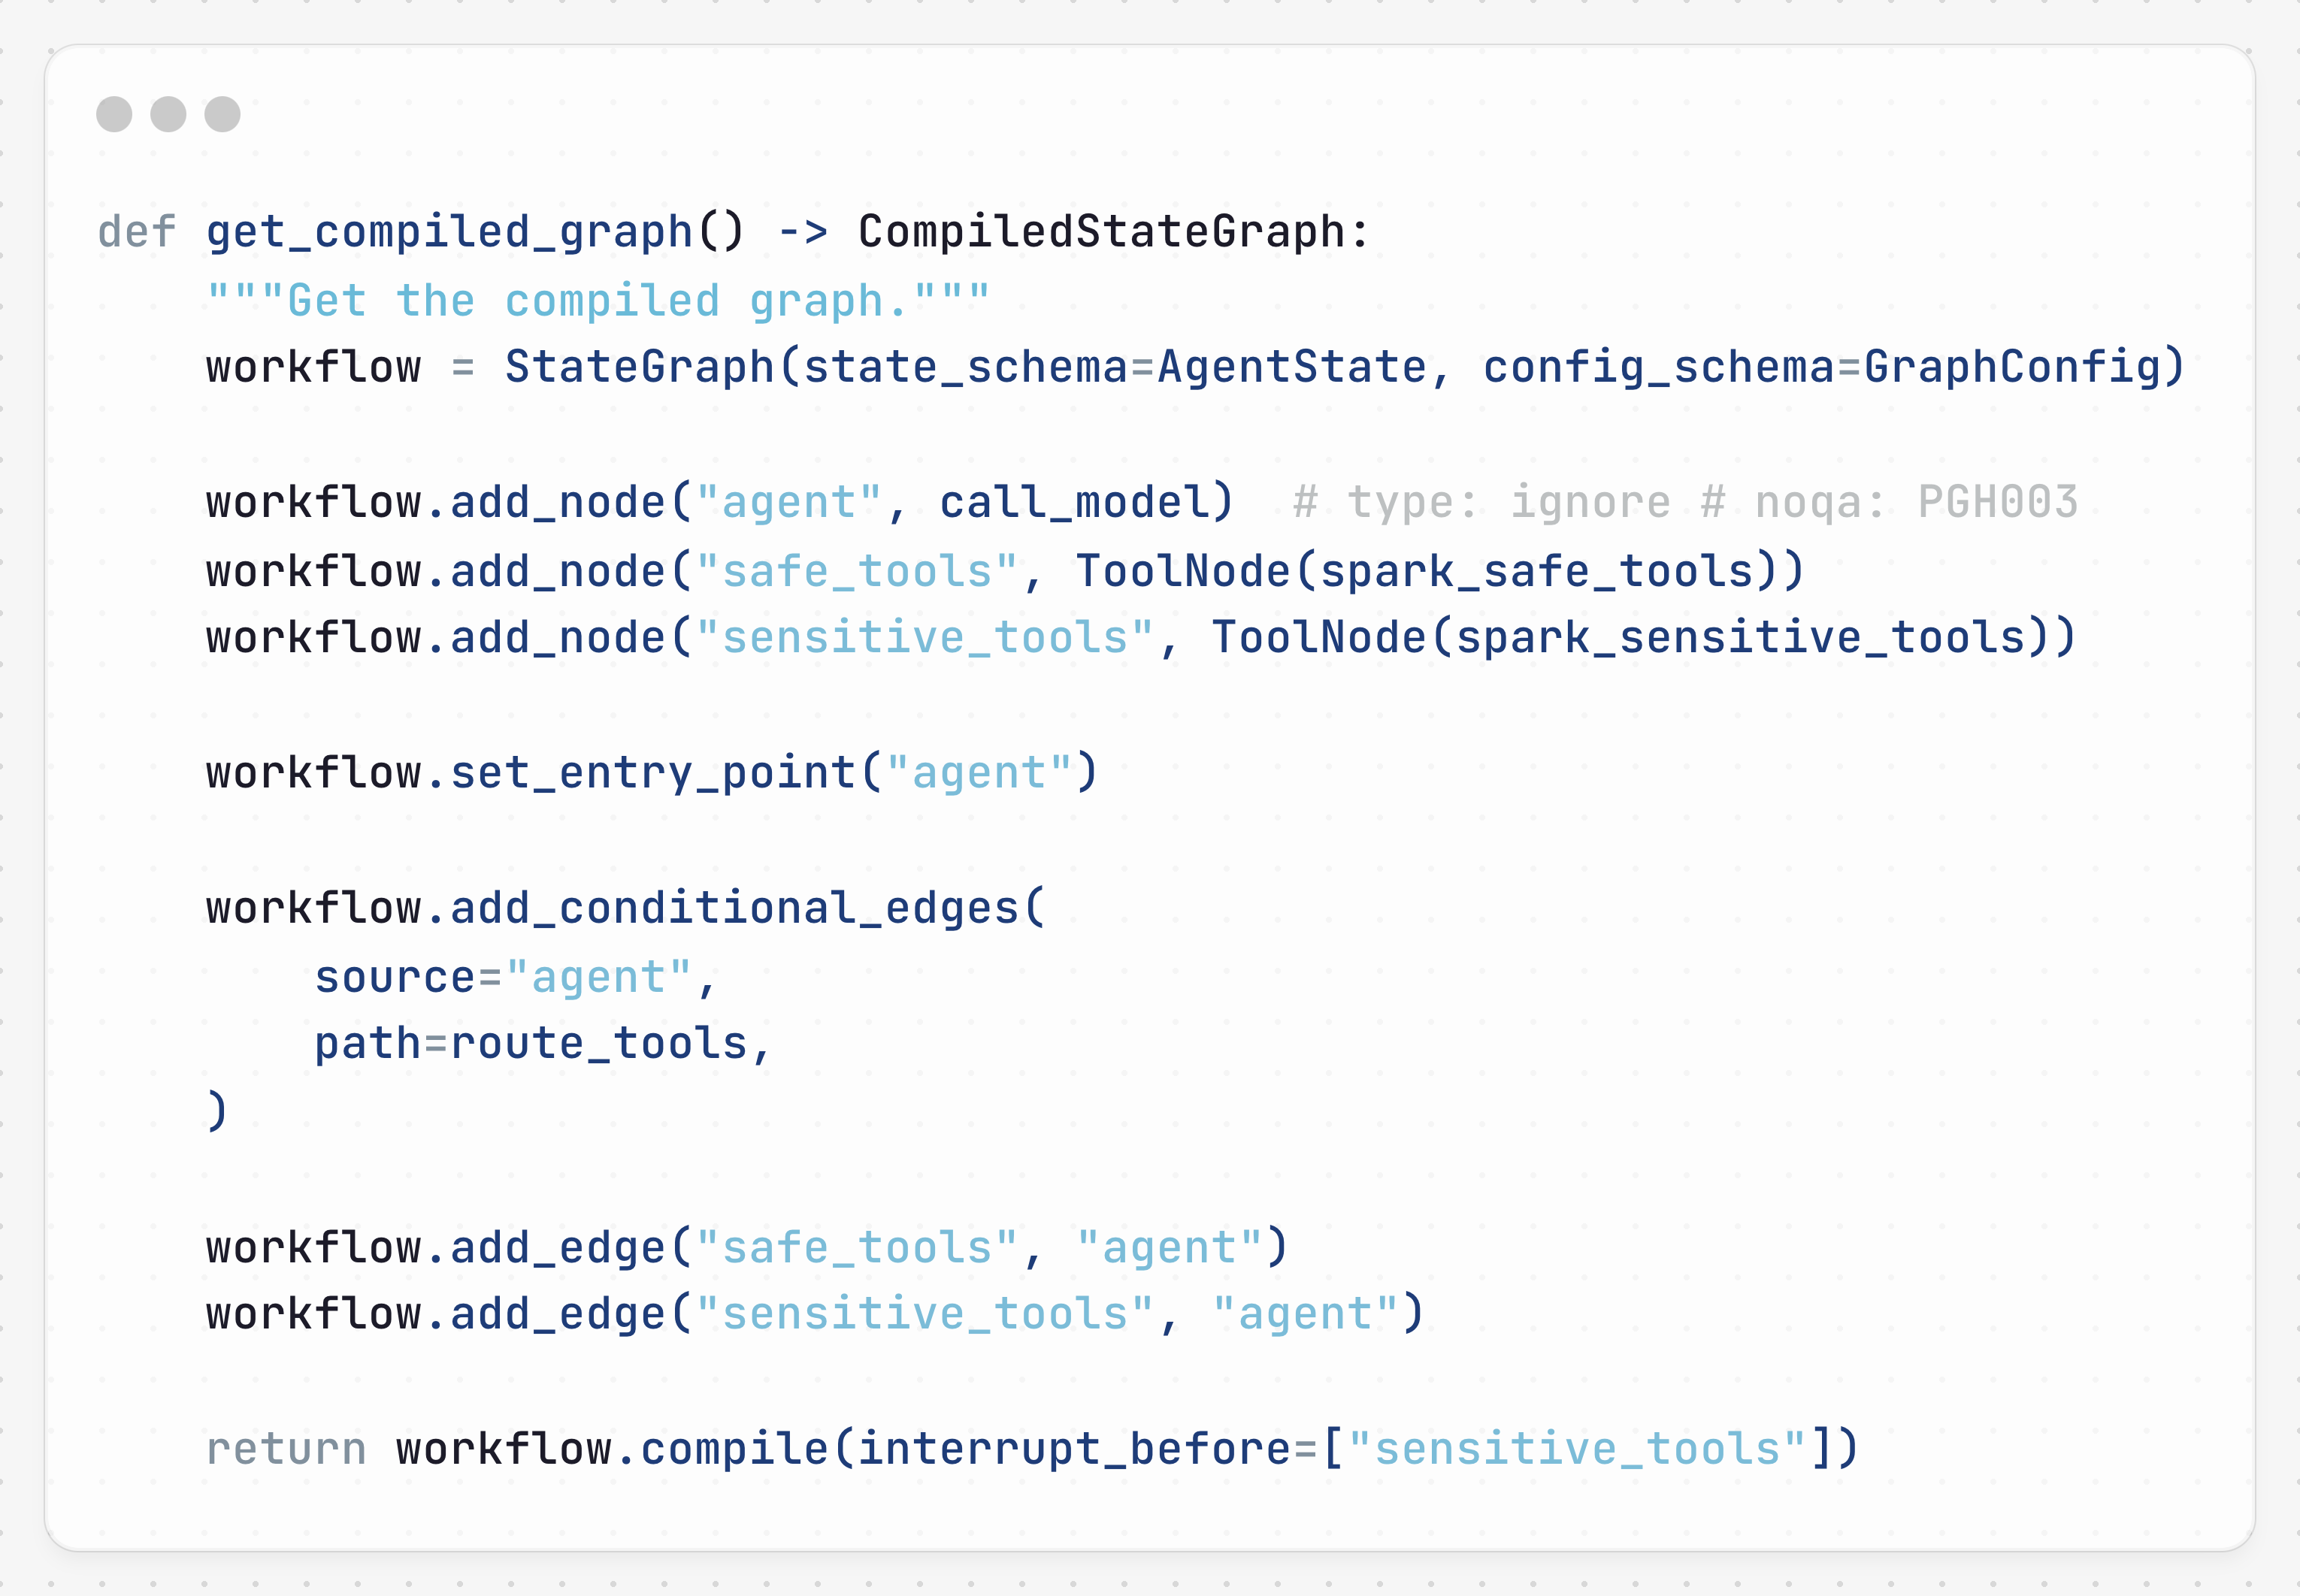 def get_compiled_graph() -> CompiledStateGraph:
    """Get the compiled graph."""
    workflow = StateGraph(state_schema=AgentState, config_schema=GraphConfig)

    workflow.add_node("agent", call_model)  # type: ignore # noqa: PGH003
    workflow.add_node("safe_tools", ToolNode(spark_safe_tools))
    workflow.add_node("sensitive_tools", ToolNode(spark_sensitive_tools))

    workflow.set_entry_point("agent")

    workflow.add_conditional_edges(
        source="agent",
        path=route_tools,
    )

    workflow.add_edge("safe_tools", "agent")
    workflow.add_edge("sensitive_tools", "agent")

    return workflow.compile(interrupt_before=["sensitive_tools"])